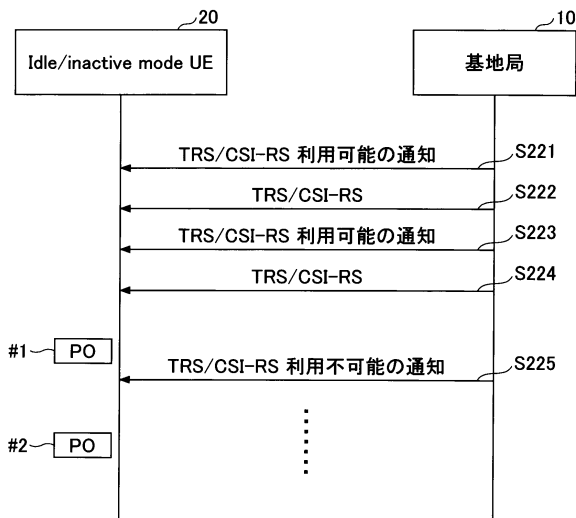 20
10
Idle/inactive mode UE
基地局
TRS/CSI-RS 利用可能の通知
S221
TRS/CSI-RS
S222
TRS/CSI-RS 利用可能の通知
S223
TRS/CSI-RS
S224
#1
PO
TRS/CSI-RS 利用不可能の通知
S225
#2
PO